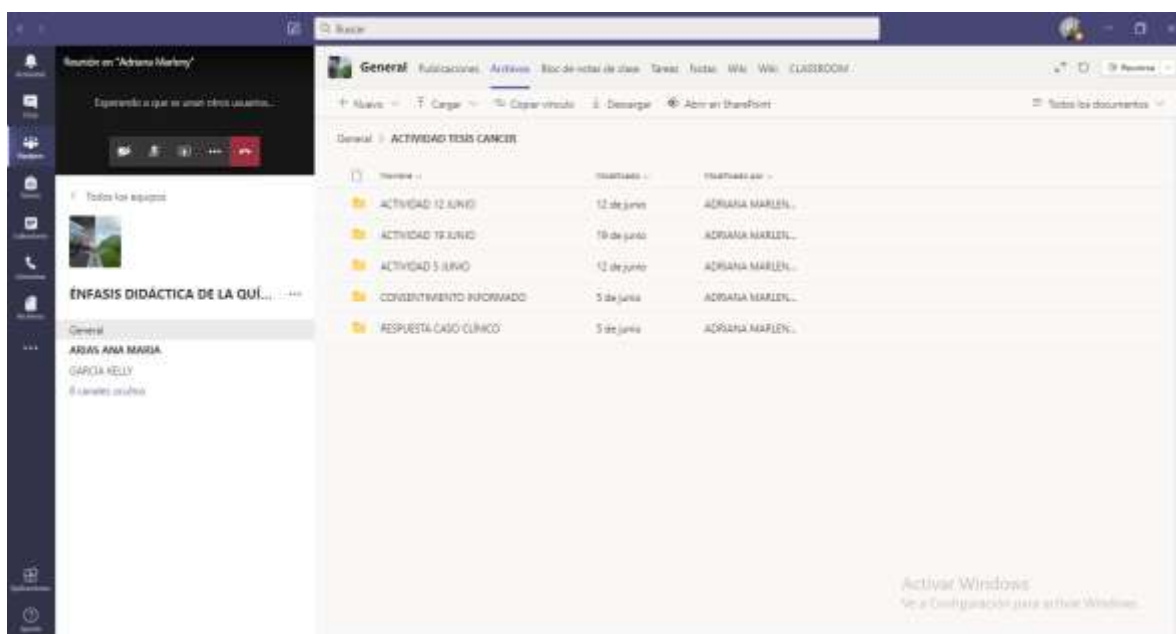 Buscar
Reunión en "Adriana Marleny"
Esperando a que se unan otros usuarios...
General Publicaciones Archivos Bloc de notas de clase Tareas Notas Wiki Wiki CLASSROOM
Reunirse
+ Nuevo Cargar Copiar vínculo Descargar Abrir en SharePoint
Todos los documentos
General > ACTIVIDAD TESIS CANCER
Nombre Modificado Modificado por
ACTIVIDAD 12 JUNIO 12 de junio ADRIANA MARLEN...
ACTIVIDAD 19 JUNIO 19 de junio ADRIANA MARLEN...
ACTIVIDAD 5 JUNIO 12 de junio ADRIANA MARLEN...
CONSENTIMIENTO INFORMADO 5 de junio ADRIANA MARLEN...
RESPUESTA CASO CLÍNICO 5 de junio ADRIANA MARLEN...
Todos los equipos
ÉNFASIS DIDÁCTICA DE LA QUÍ...
General
ARIAS ANA MARIA
GARCIA KELLY
canales ocultos
Activar Windows
Ve a Configuración para activar Windows.